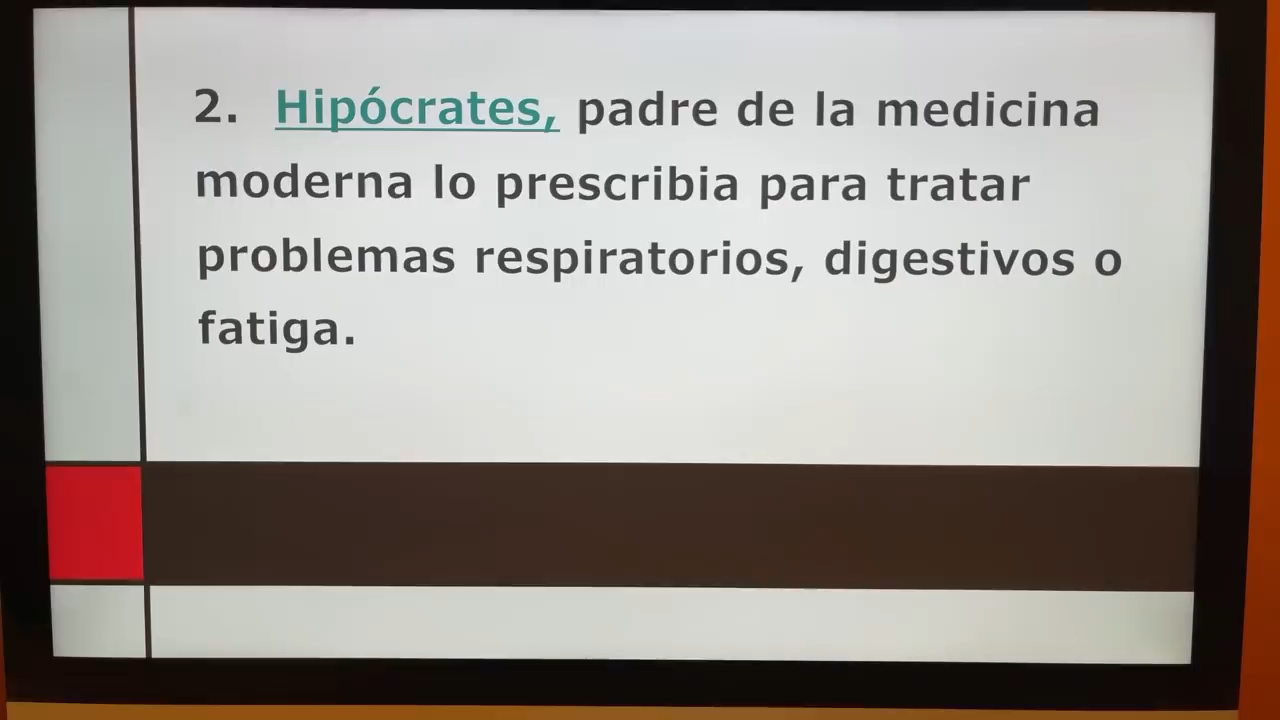 2. Hipócrates, padre de la medicina
moderna lo prescribia para tratar
problemas respiratorios, digestivos o
fatiga.